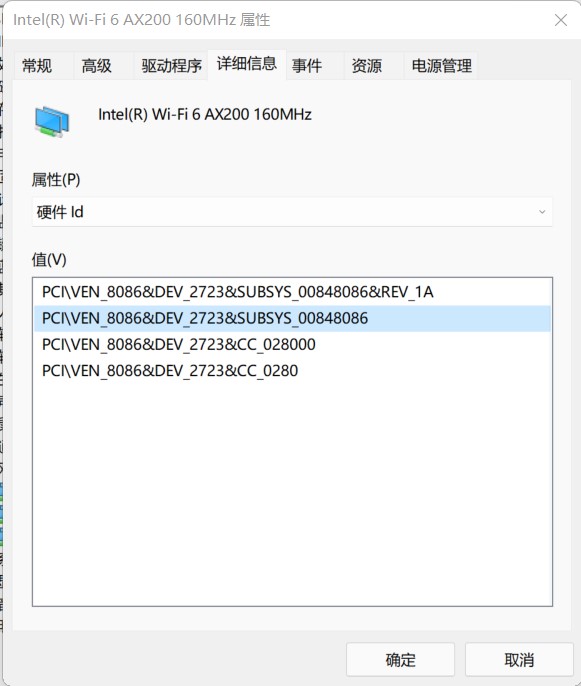 Intel(R) Wi-Fi 6 AX200 160MHz 属性
常规 高级 驱动程序 详细信息 事件 资源 电源管理
Intel(R) Wi-Fi 6 AX200 160MHz
属性(P)
硬件 Id
值(V)
PCI\VEN_8086&DEV_2723&SUBSYS_00848086&REV_1A
PCI\VEN_8086&DEV_2723&SUBSYS_00848086
PCI\VEN_8086&DEV_2723&CC_028000
PCI\VEN_8086&DEV_2723&CC_0280
确定 取消